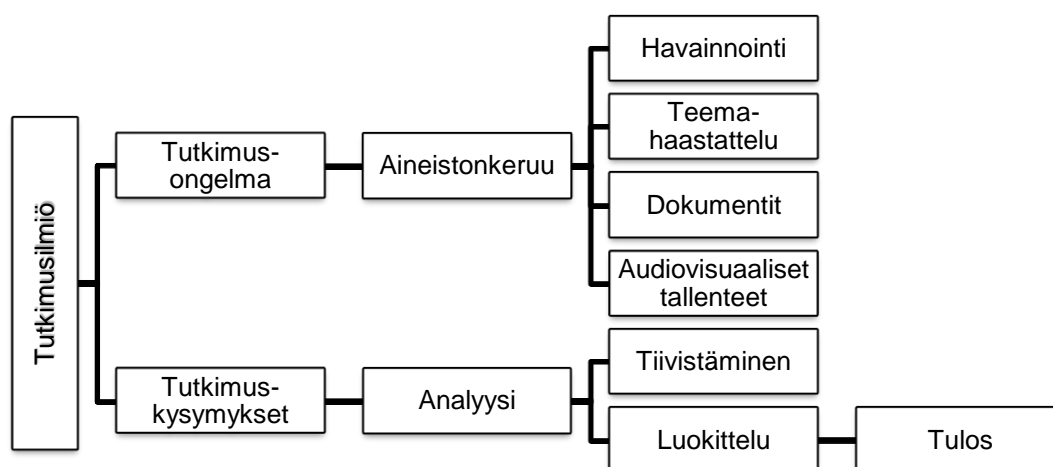 Tutkimusilmiö
Tutkimus-
ongelma
Aineistonkeruu
Havainnointi
Teema-
haastattelu
Dokumentit
Audiovisuaaliset
tallenteet
Tutkimus-
kysymykset
Analyysi
Tiivistäminen
Luokittelu
Tulos